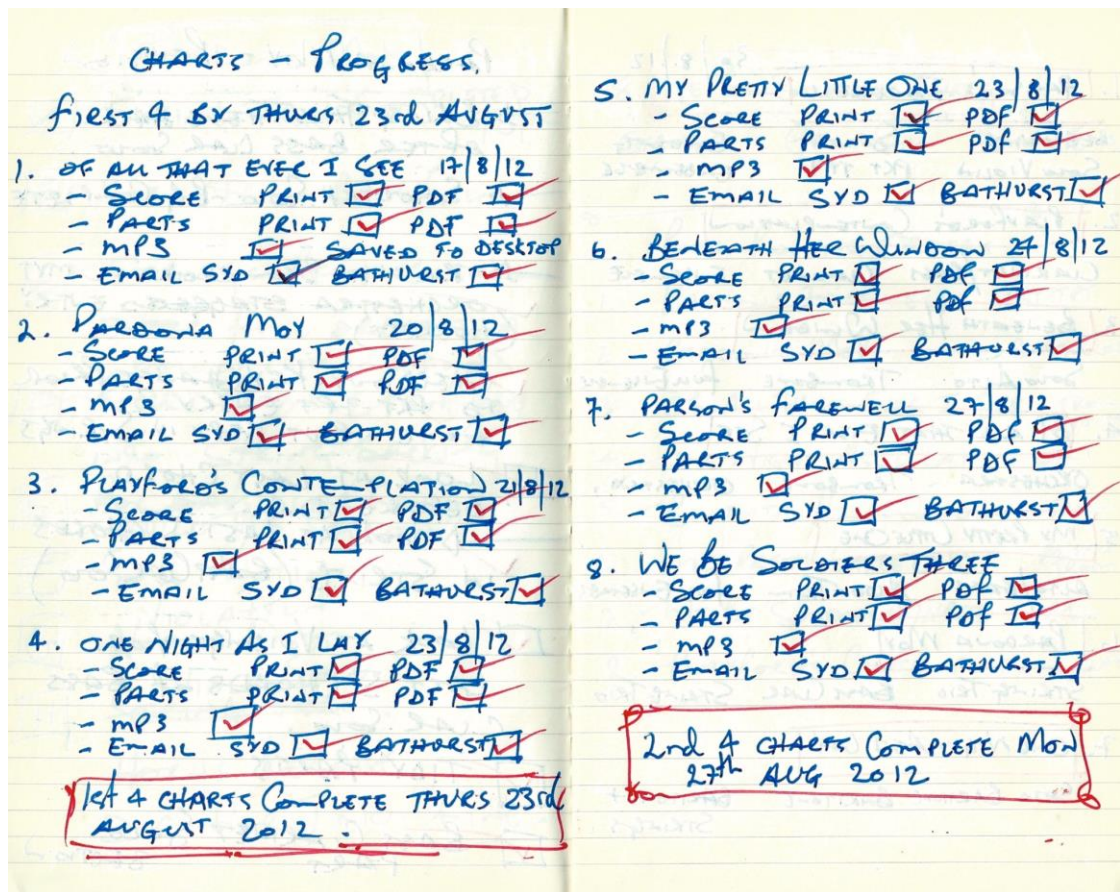 CHARTS - PROGRESS.
FIRST 4 BY THURS 23rd AUGUST
1. OF ALL THAT EVER I SEE 17/8/12
- SCORE PRINT ☑ PDF ☑
- PARTS PRINT ☑ PDF ☑
- MP3 ☑ SAVED TO DESKTOP
- EMAIL SYD ☑ BATHURST ☑
2. PARDONA MOY 20/8/12
- SCORE PRINT ☑ PDF ☑
- PARTS PRINT ☑ PDF ☑
- MP3 ☑
- EMAIL SYD ☑ BATHURST ☑
3. PLAYFORD'S CONTEMPLATION 21/8/12
- SCORE PRINT ☑ PDF ☑
- PARTS PRINT ☑ PDF ☑
- MP3 ☑
- EMAIL SYD ☑ BATHURST ☑
4. ONE NIGHT AS I LAY 23/8/12
- SCORE PRINT ☑ PDF ☑
- PARTS PRINT ☑ PDF ☑
- MP3 ☑
- EMAIL SYD ☑ BATHURST ☑
1st 4 CHARTS COMPLETE THURS 23rd
AUGUST 2012.
5. MY PRETTY LITTLE ONE 23/8/12
- SCORE PRINT ☑ PDF ☑
- PARTS PRINT ☑ PDF ☑
- MP3 ☑
- EMAIL SYD ☑ BATHURST ☑
6. BENEATH HER WINDOW 24/8/12
- SCORE PRINT ☑ PDF ☑
- PARTS PRINT ☑ PDF ☑
- MP3 ☑
- EMAIL SYD ☑ BATHURST ☑
7. PARSON'S FAREWELL 27/8/12
- SCORE PRINT ☑ PDF ☑
- PARTS PRINT ☑ PDF ☑
- MP3 ☑
- EMAIL SYD ☑ BATHURST ☑
8. WE BE SOLDIERS THREE
- SCORE PRINT ☑ PDF ☑
- PARTS PRINT ☑ PDF ☑
- MP3 ☑
- EMAIL SYD ☑ BATHURST ☑
2nd 4 CHARTS COMPLETE MON
27th AUG 2012